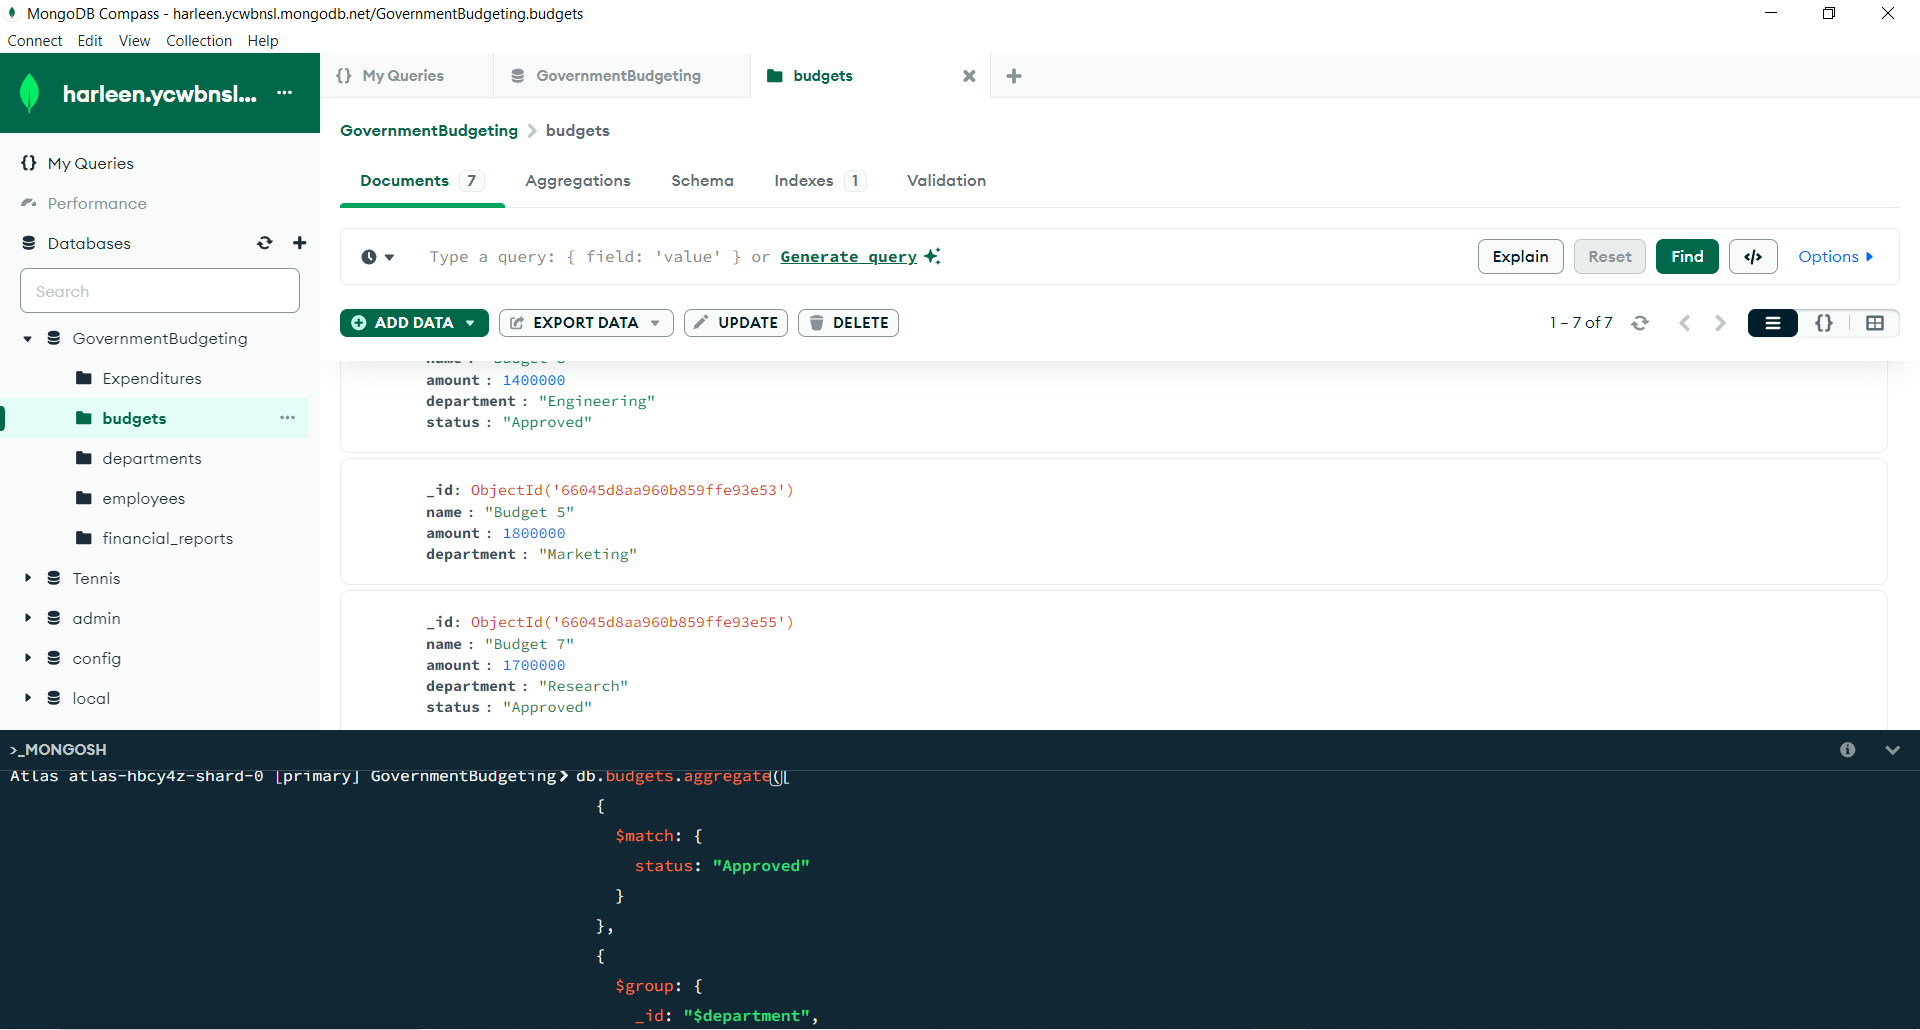 MongoDB Compass - harleen.ycwbnsl.mongodb.net/GovernmentBudgeting.budgets
Connect Edit View Collection Help
harleen.ycwbnsl... ...
{} My Queries
GovernmentBudgeting
budgets
GovernmentBudgeting > budgets
{} My Queries
Performance
Databases
Search
GovernmentBudgeting
Expenditures
budgets ...
departments
employees
financial_reports
Tennis
admin
config
local
Documents 7 Aggregations Schema Indexes 1 Validation
Type a query: { field: 'value' } or Generate query
Explain Reset Find </> Options
ADD DATA EXPORT DATA UPDATE DELETE
1 – 7 of 7 {}
amount : 1400000
department : "Engineering"
status : "Approved"
_id: ObjectId('66045d8aa960b859ffe93e53')
name : "Budget 5"
amount : 1800000
department : "Marketing"
_id: ObjectId('66045d8aa960b859ffe93e55')
name : "Budget 7"
amount : 1700000
department : "Research"
status : "Approved"
>_MONGOSH
Atlas atlas-hbcy4z-shard-0 [primary] GovernmentBudgeting> db.budgets.aggregate([
{
$match: {
status: "Approved"
}
},
{
$group: {
_id: "$department",